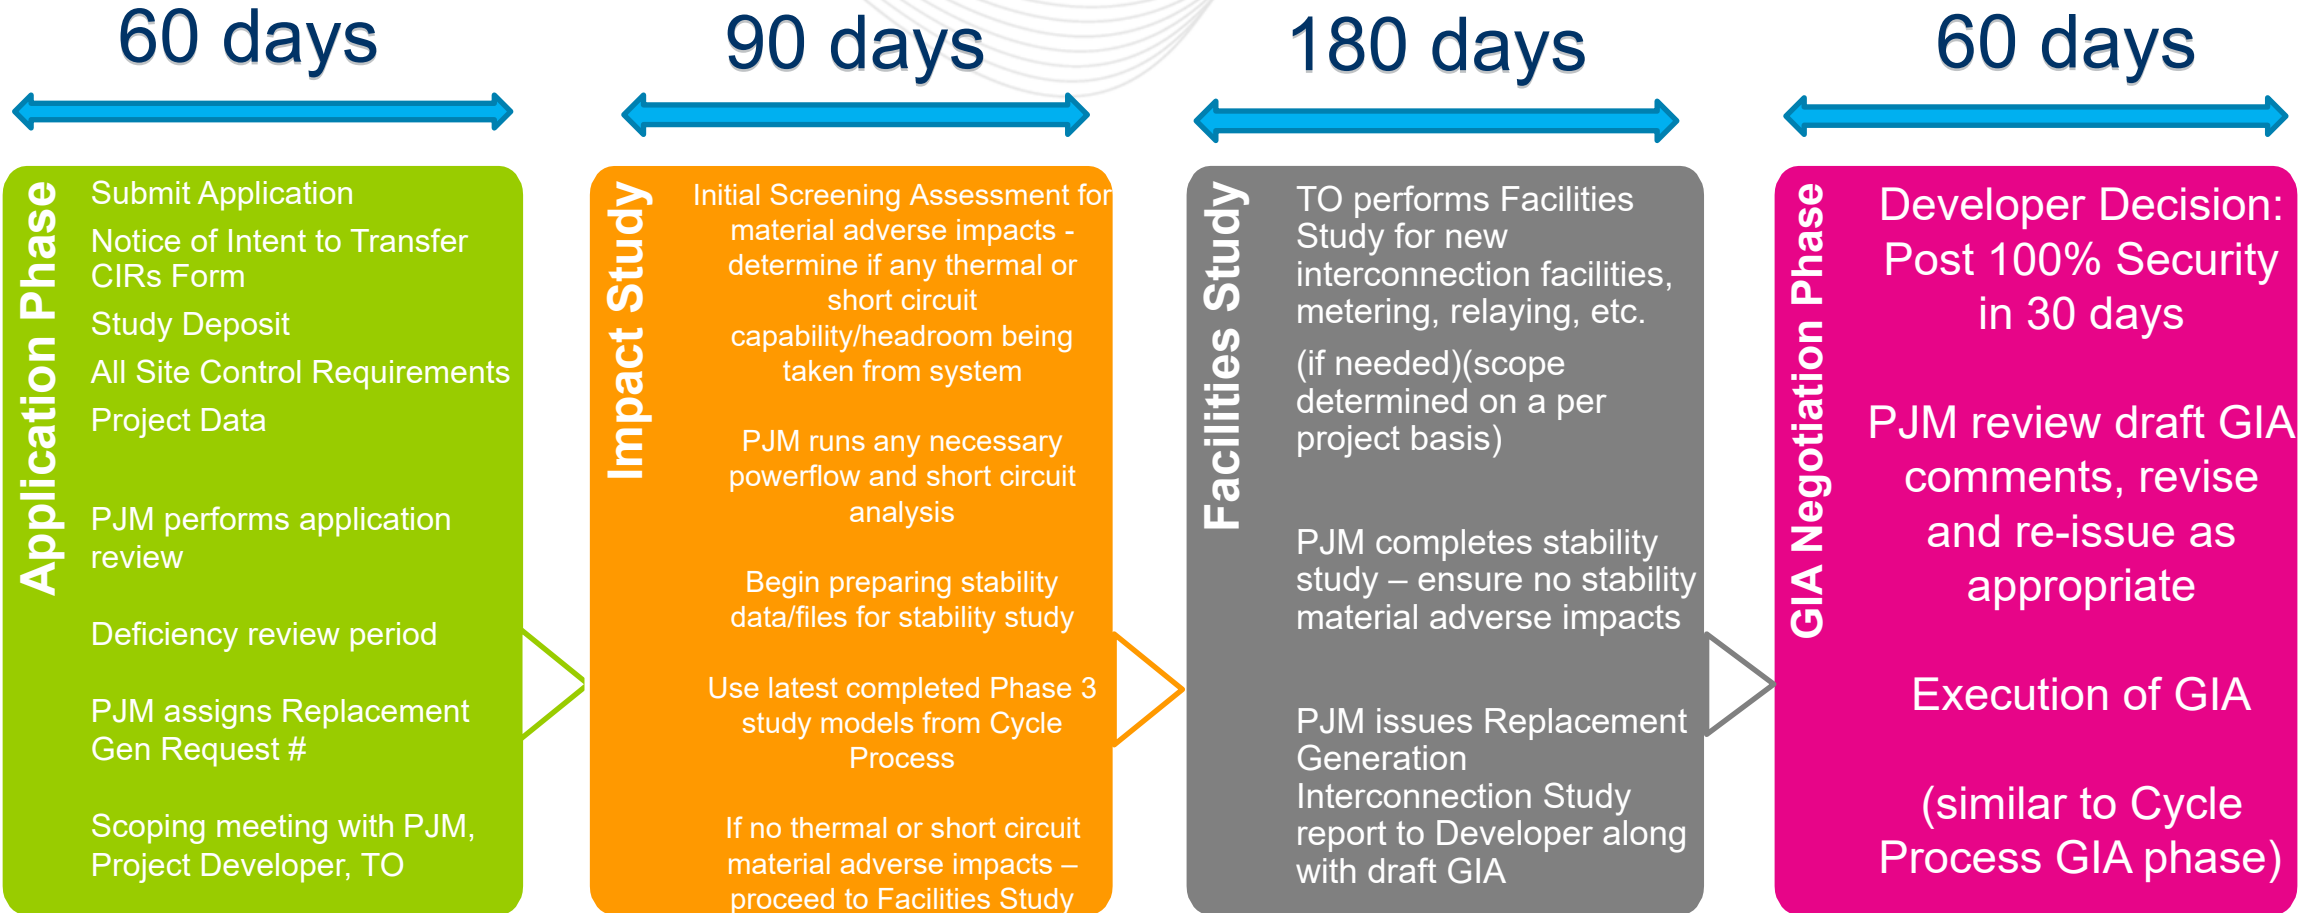 60 days
90 days
180 days
60 days
Application Phase
Submit Application
Notice of Intent to Transfer
CIRs Form
Study Deposit
All Site Control Requirements
Project Data
PJM performs application
review
Deficiency review period
PJM assigns Replacement
Gen Request #
Scoping meeting with PJM,
Project Developer, TO
Impact Study
Initial Screening Assessment for
material adverse impacts -
determine if any thermal or
short circuit
capability/headroom being
taken from system
PJM runs any necessary
powerflow and short circuit
analysis
Begin preparing stability
data/files for stability study
Use latest completed Phase 3
study models from Cycle
Process
If no thermal or short circuit
material adverse impacts –
proceed to Facilities Study
Facilities Study
TO performs Facilities
Study for new
interconnection facilities,
metering, relaying, etc.
(if needed)(scope
determined on a per
project basis)
PJM completes stability
study – ensure no stability
material adverse impacts
PJM issues Replacement
Generation
Interconnection Study
report to Developer along
with draft GIA
GIA Negotiation Phase
Developer Decision:
Post 100% Security
in 30 days
PJM review draft GIA
comments, revise
and re-issue as
appropriate
Execution of GIA
(similar to Cycle
Process GIA phase)